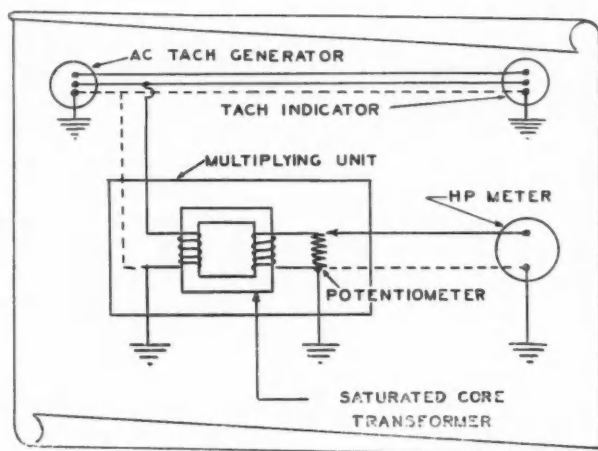 AC TACH GENERATOR
TACH INDICATOR
MULTIPLYING UNIT
HP METER
POTENTIOMETER
SATURATED CORE
TRANSFORMER